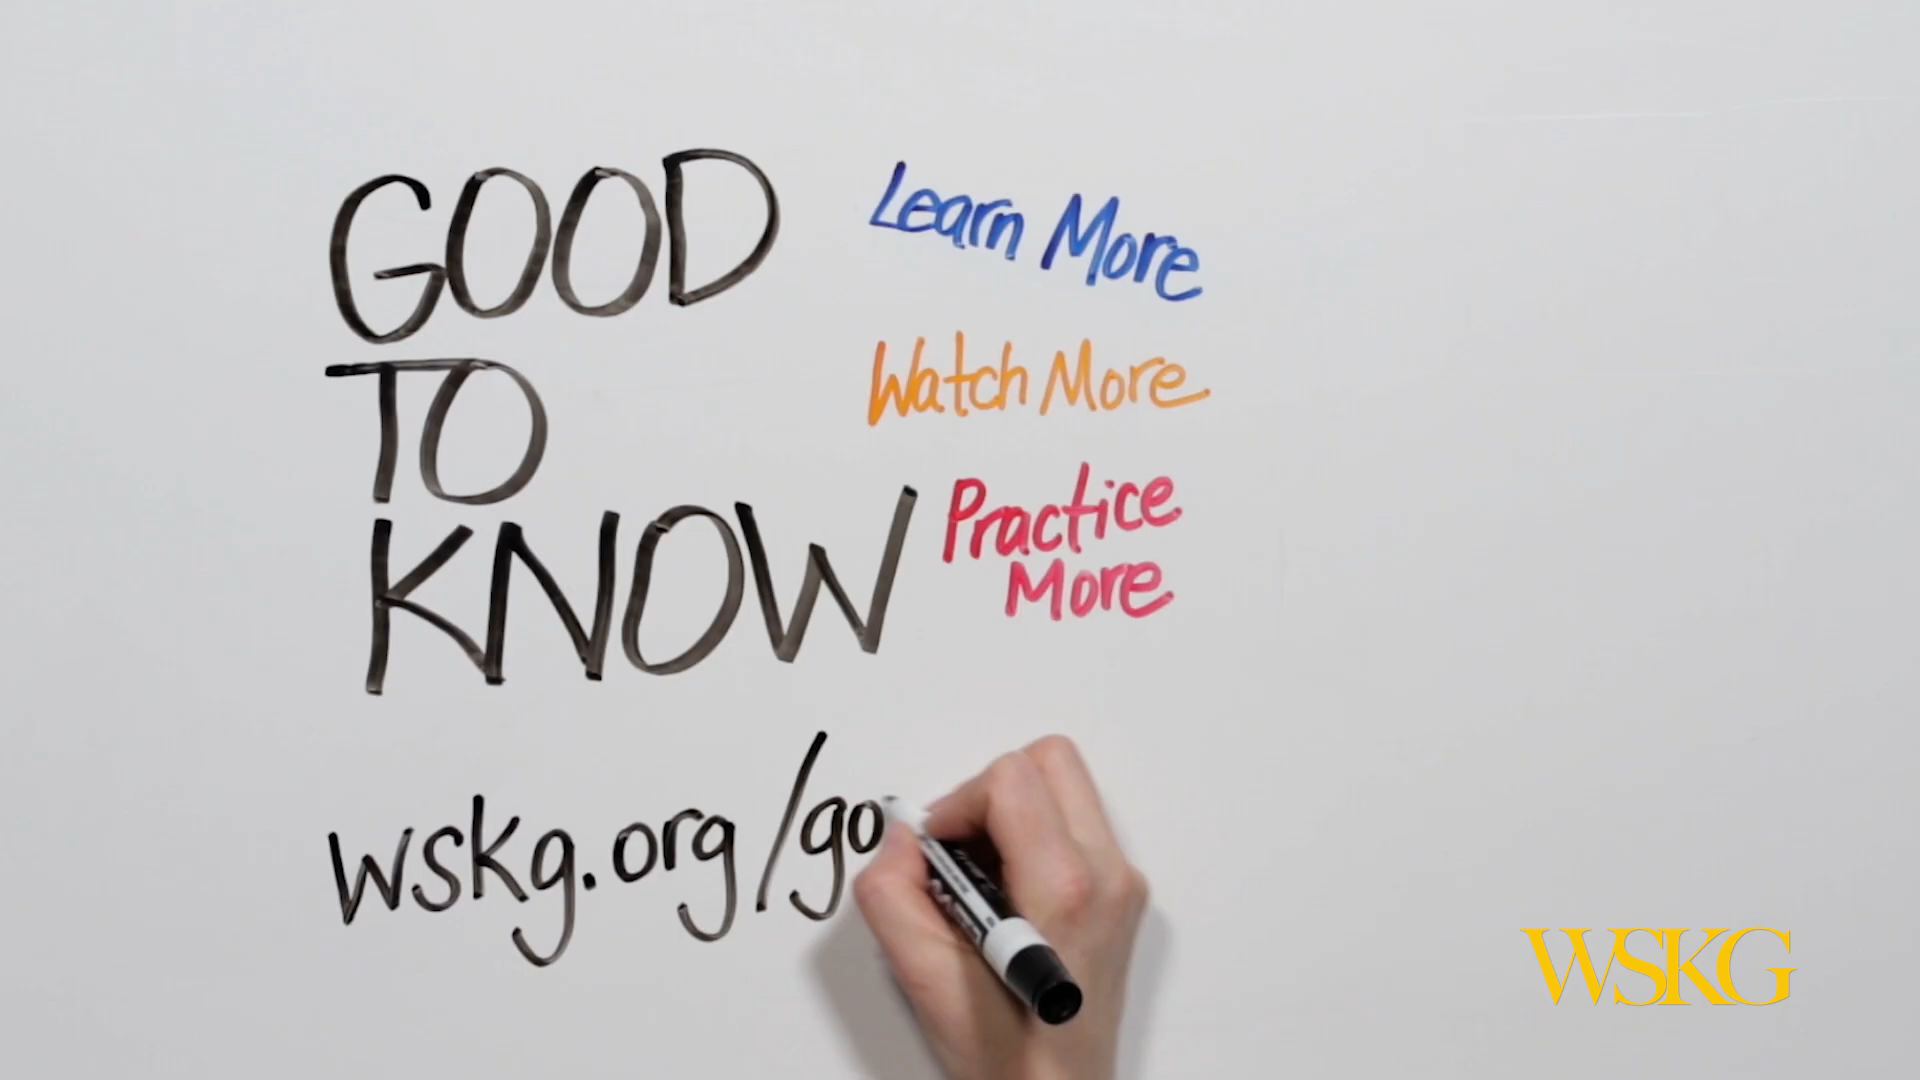 GOOD
TO
KNOW
Learn More
Watch More
Practice
More
wskg.org/go
WSKG